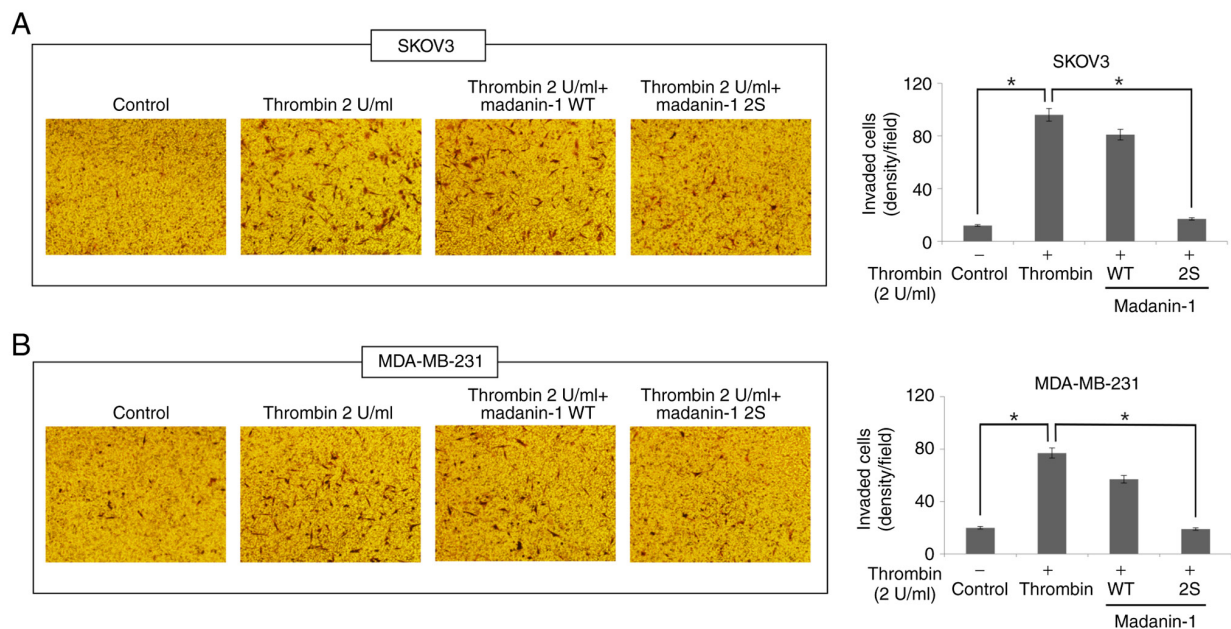 A
SKOV3
Control
Thrombin 2 U/ml
Thrombin 2 U/ml+
madanin-1 WT
Thrombin 2 U/ml+
madanin-1 2S
SKOV3
Invaded cells
(density/field)
120
80
40
0
* *
Thrombin
(2 U/ml)
− + + +
Control Thrombin WT 2S
Madanin-1
B
MDA-MB-231
Control
Thrombin 2 U/ml
Thrombin 2 U/ml+
madanin-1 WT
Thrombin 2 U/ml+
madanin-1 2S
MDA-MB-231
Invaded cells
(density/field)
120
80
40
0
* *
Thrombin
(2 U/ml)
− + + +
Control Thrombin WT 2S
Madanin-1